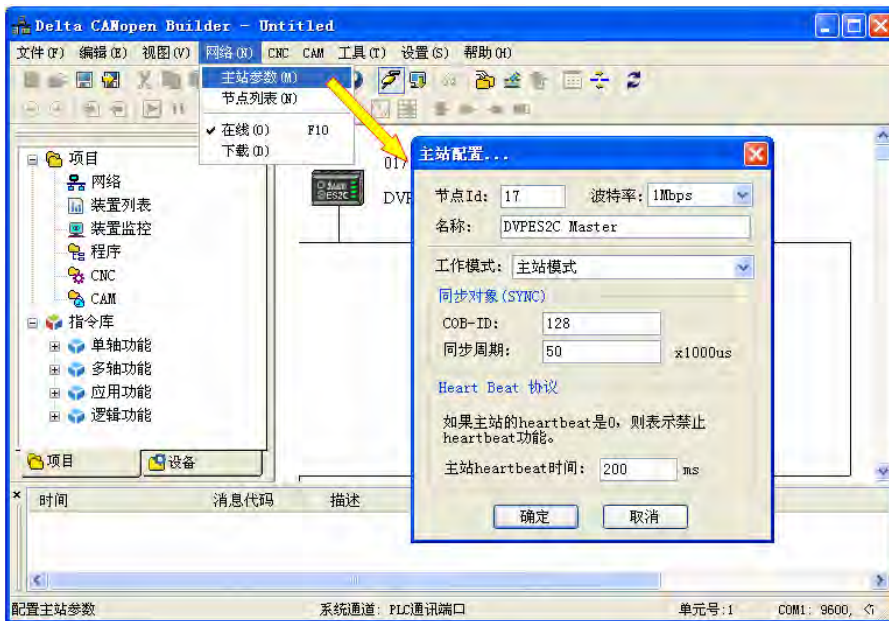 Delta CANopen Builder - Untitled
文件(F) 编辑(E) 视图(V) 网络(N) CNC CAM 工具(T) 设置(S) 帮助(H)
主站参数(M)
节点列表(N)
在线(O) F10
下载(D)
项目
网络
装置列表
装置监控
程序
CNC
CAM
指令库
单轴功能
多轴功能
应用功能
逻辑功能
项目 设备
017
DVP
ES2C
主站配置...
节点Id: 17 波特率: 1Mbps
名称: DVPES2C Master
工作模式: 主站模式
同步对象(SYNC)
COB-ID: 128
同步周期: 50 x1000us
Heart Beat 协议
如果主站的heartbeat是0，则表示禁止
heartbeat功能。
主站heartbeat时间: 200 ms
确定 取消
时间 消息代码 描述
配置主站参数 系统通道: PLC通讯端口 单元号:1 COM1: 9600,